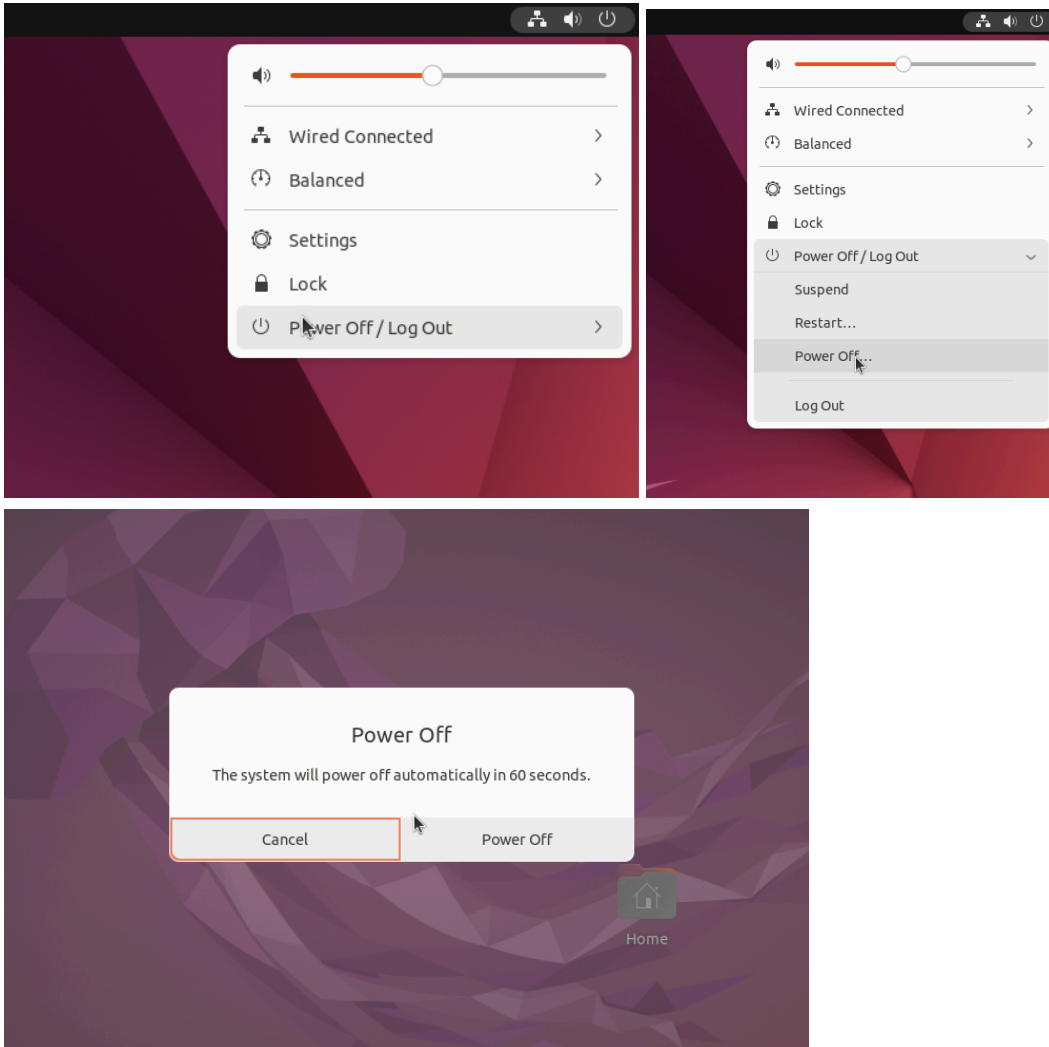 Wired Connected
Balanced
Settings
Lock
Power Off / Log Out
Wired Connected
Balanced
Settings
Lock
Power Off / Log Out
Suspend
Restart...
Power Off...
Log Out
Power Off
The system will power off automatically in 60 seconds.
Cancel
Power Off
Home